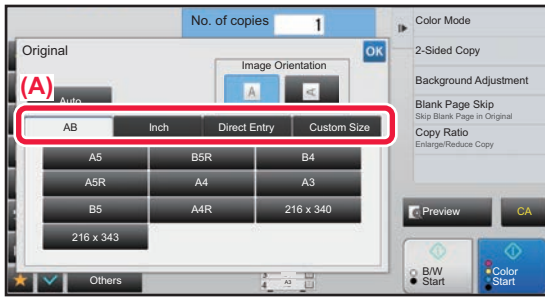 No. of copies 1
Color Mode
Original
OK
2-Sided Copy
Image Orientation
Background Adjustment
(A)
A
A
Auto
Blank Page Skip
Skip Blank Page in Original
AB Inch Direct Entry Custom Size
Copy Ratio
Enlarge/Reduce Copy
A5 B5R B4
A5R A4 A3
B5 A4R 216 x 340
Preview
CA
216 x 343
B/W
Start
Color
Start
Others
A3
4